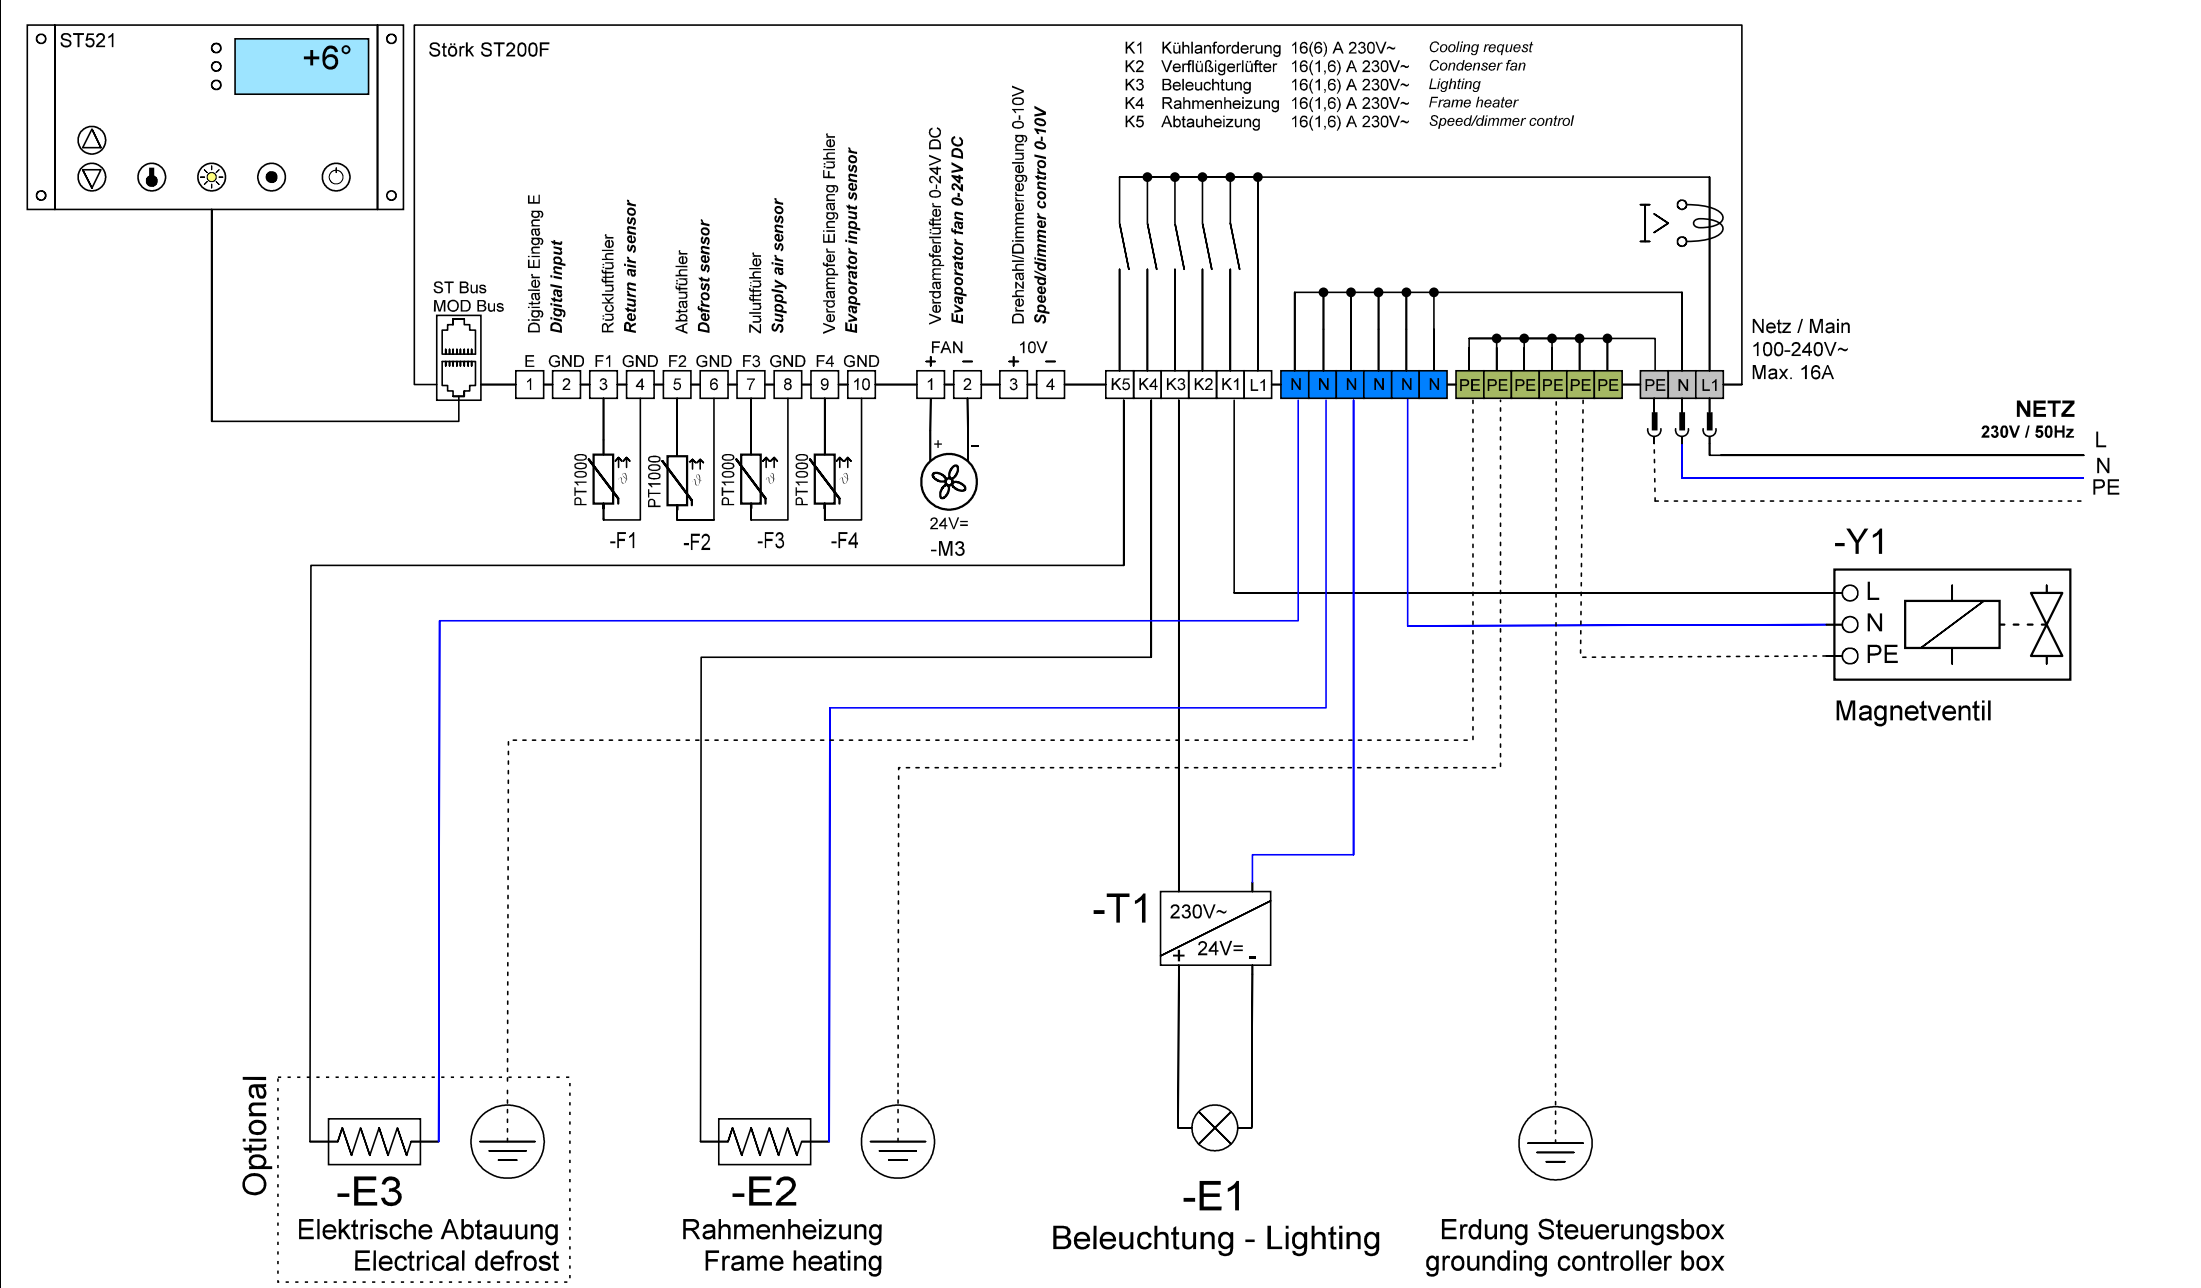 ST521
+6°
Störk ST200F
K1 Kühlanforderung 16(6) A 230V~ Cooling request
K2 Verflüßigerlüfter 16(1,6) A 230V~ Condenser fan
K3 Beleuchtung 16(1,6) A 230V~ Lighting
K4 Rahmenheizung 16(1,6) A 230V~ Frame heater
K5 Abtauheizung 16(1,6) A 230V~ Speed/dimmer control
ST Bus
MOD Bus
Digitaler Eingang E
Digital input
Rückluftfühler
Return air sensor
Abtaufühler
Defrost sensor
Zuluftfühler
Supply air sensor
Verdampfer Eingang Fühler
Evaporator input sensor
Verdampferlüfter 0-24V DC
Evaporator fan 0-24V DC
Drehzahl/Dimmerregelung 0-10V
Speed/dimmer control 0-10V
E GND F1 GND F2 GND F3 GND F4 GND
FAN
+ −
10V
+ −
1 2 3 4 5 6 7 8 9 10 1 2 3 4 K5 K4 K3 K2 K1 L1 N N N N N N PE PE PE PE PE PE PE N L1
Netz / Main
100-240V~
Max. 16A
NETZ
230V / 50Hz
L
N
PE
PT1000
PT1000
PT1000
PT1000
ϑ
ϑ
ϑ
ϑ
+ −
24V=
-F1
-F2
-F3
-F4
-M3
-Y1
L
N
PE
Magnetventil
-T1
230V~
24V=
+ -
Optional
-E3
Elektrische Abtauung
Electrical defrost
-E2
Rahmenheizung
Frame heating
-E1
Beleuchtung - Lighting
Erdung Steuerungsbox
grounding controller box